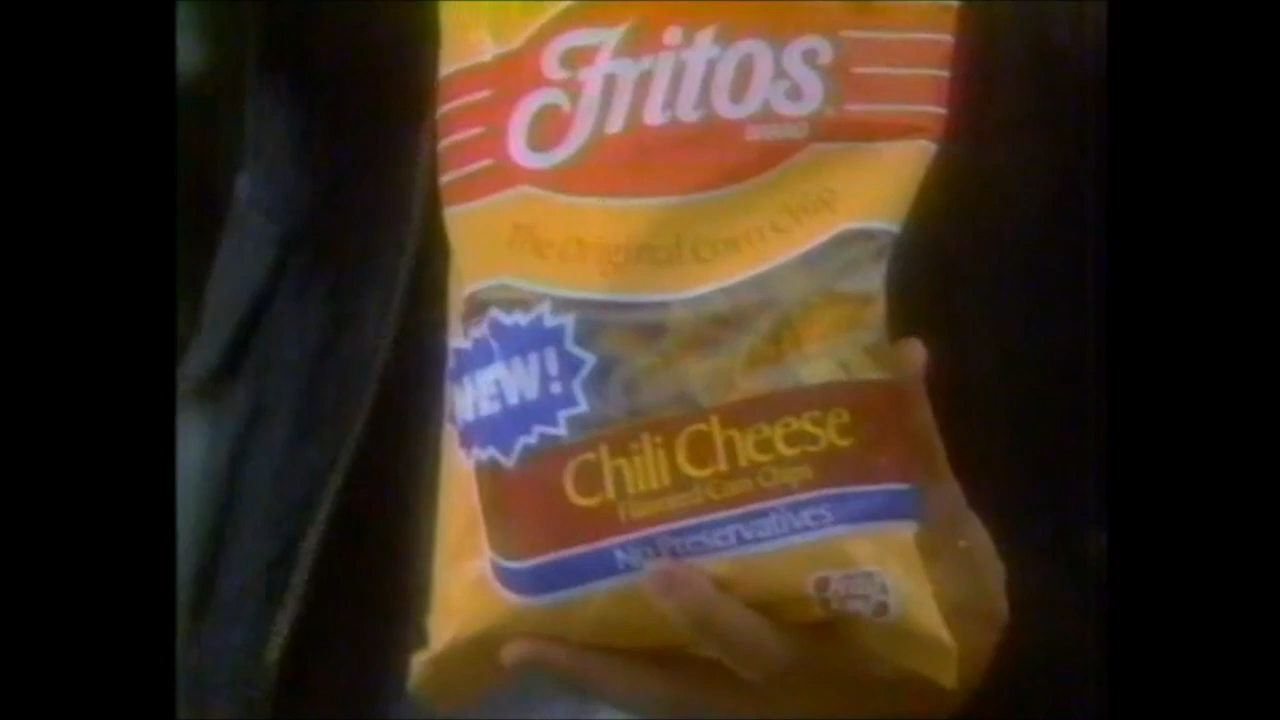 Fritos
The Original Corn Chip
NEW!
Chili Cheese
Flavored Corn Chips
No Preservatives